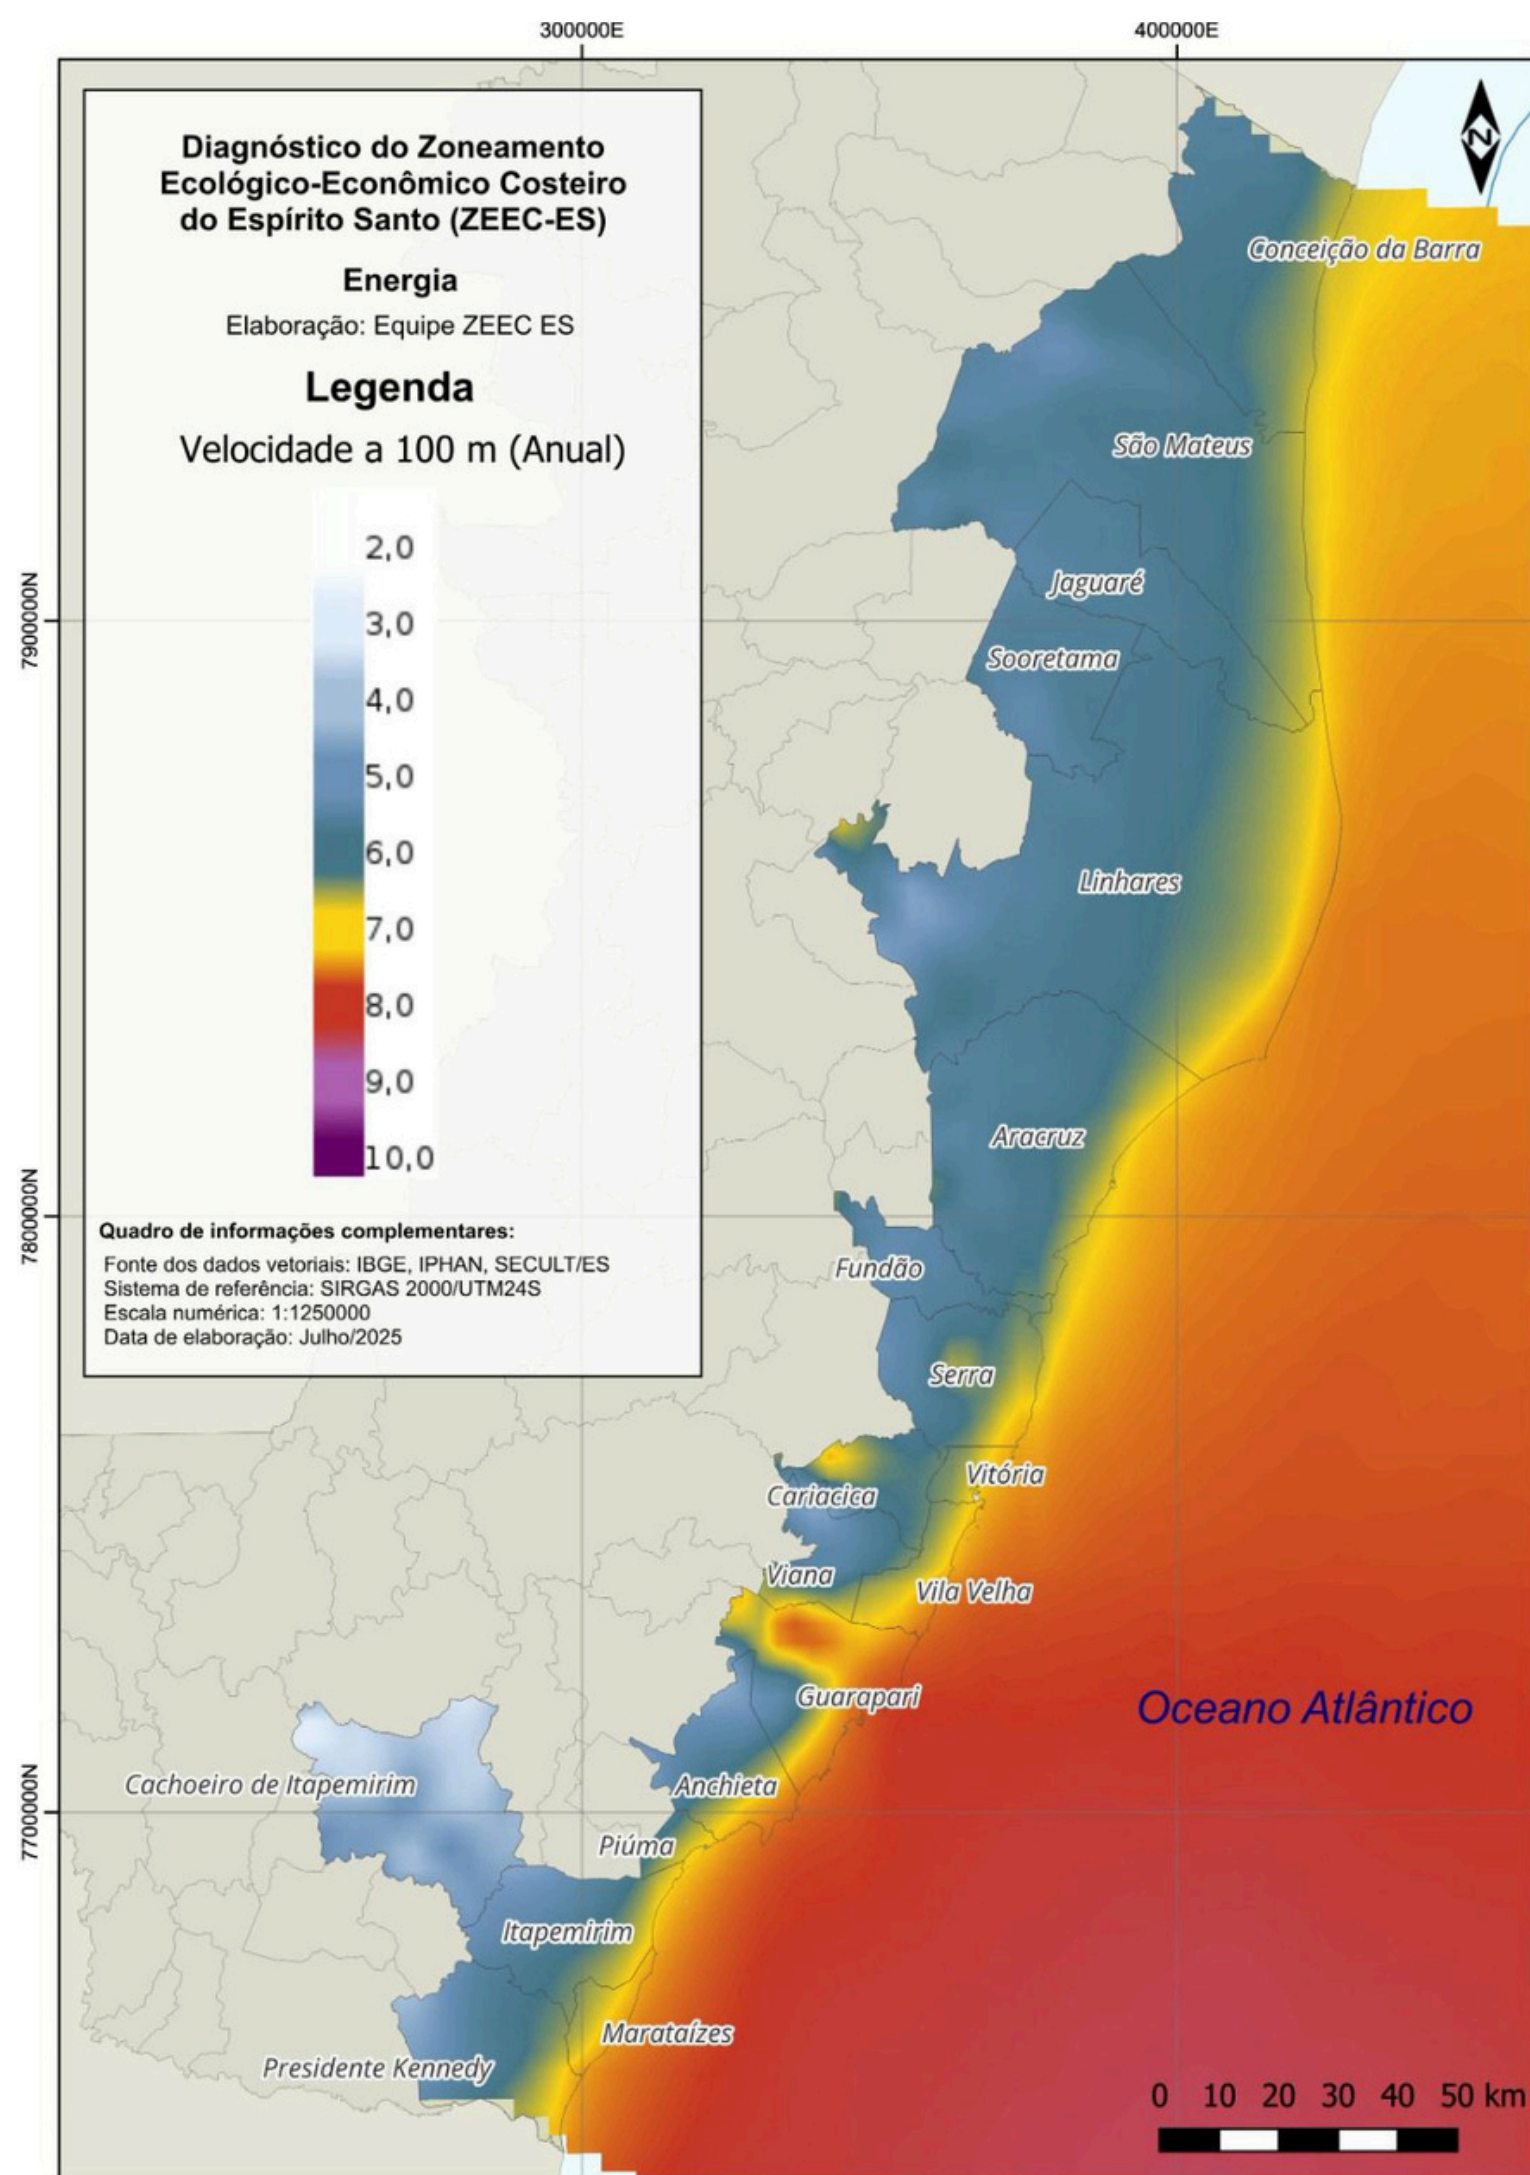 300000E
400000E
Diagnóstico do Zoneamento
Ecológico-Econômico Costeiro
do Espírito Santo (ZEEC-ES)
Energia
Elaboração: Equipe ZEEC ES
Legenda
Velocidade a 100 m (Anual)
2,0
3,0
4,0
5,0
6,0
7,0
8,0
9,0
10,0
Quadro de informações complementares:
Fonte dos dados vetoriais: IBGE, IPHAN, SECULT/ES
Sistema de referência: SIRGAS 2000/UTM24S
Escala numérica: 1:1250000
Data de elaboração: Julho/2025
7900000N
7800000N
7700000N
N
Conceição da Barra
São Mateus
Jaguaré
Sooretama
Linhares
Aracruz
Fundão
Serra
Vitória
Cariacica
Viana
Vila Velha
Guarapari
Oceano Atlântico
Cachoeiro de Itapemirim
Anchieta
Piúma
Itapemirim
Marataízes
Presidente Kennedy
0 10 20 30 40 50 km